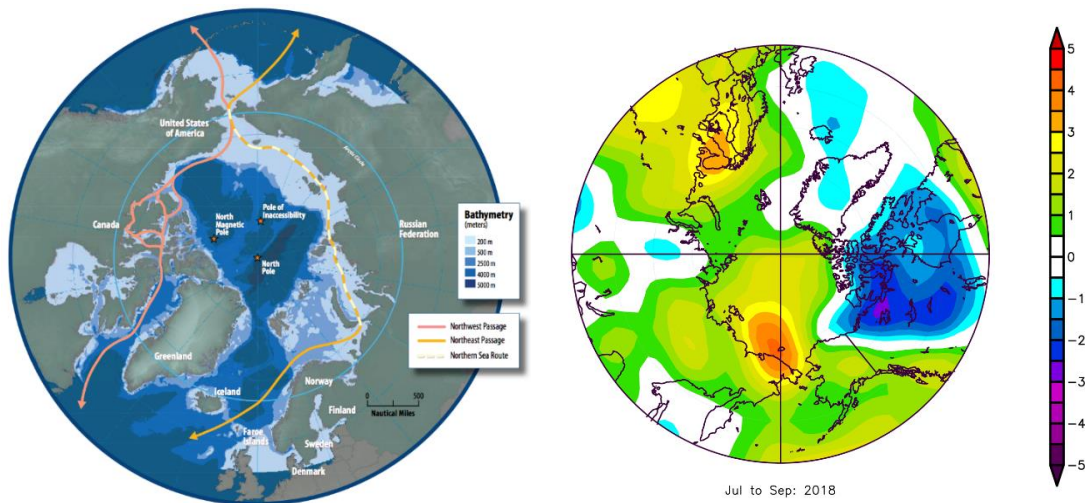 United States
of America
Arctic Circle
Canada
North
Magnetic
Pole
Pole of
Inaccessibility
North
Pole
Russian
Federation
Greenland
Iceland
Norway
Finland
Faroe
Islands
Sweden
Denmark
0 500
Nautical Miles
Bathymetry
(meters)
200 m
500 m
2500 m
4000 m
5000 m
Northwest Passage
Northeast Passage
Northern Sea Route
5
4
3
2
1
0
-1
-2
-3
-4
-5
Jul to Sep: 2018